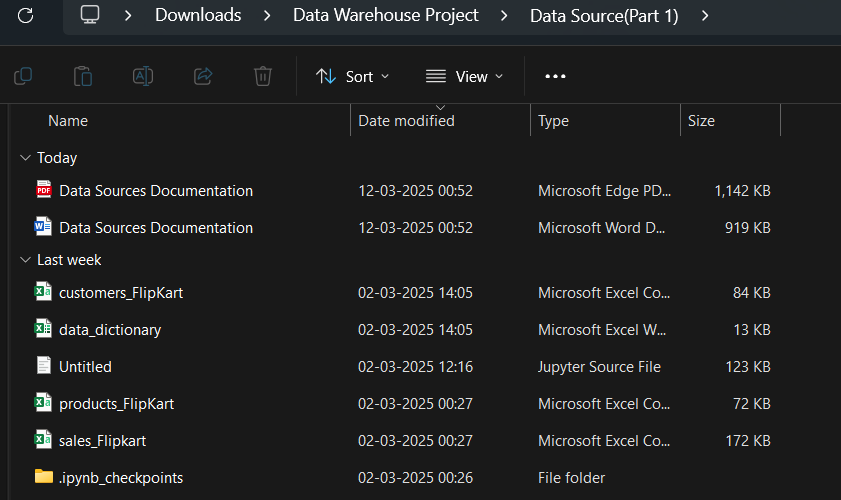 Downloads > Data Warehouse Project > Data Source(Part 1) >
Sort View
Name Date modified Type Size
Today
PDF Data Sources Documentation 12-03-2025 00:52 Microsoft Edge PD... 1,142 KB
W Data Sources Documentation 12-03-2025 00:52 Microsoft Word D... 919 KB
Last week
customers_FlipKart 02-03-2025 14:05 Microsoft Excel Co... 84 KB
data_dictionary 02-03-2025 14:05 Microsoft Excel W... 13 KB
Untitled 02-03-2025 12:16 Jupyter Source File 123 KB
products_FlipKart 02-03-2025 00:27 Microsoft Excel Co... 72 KB
sales_Flipkart 02-03-2025 00:27 Microsoft Excel Co... 172 KB
.ipynb_checkpoints 02-03-2025 00:26 File folder